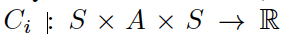 C_i : S × A × S → ℝ